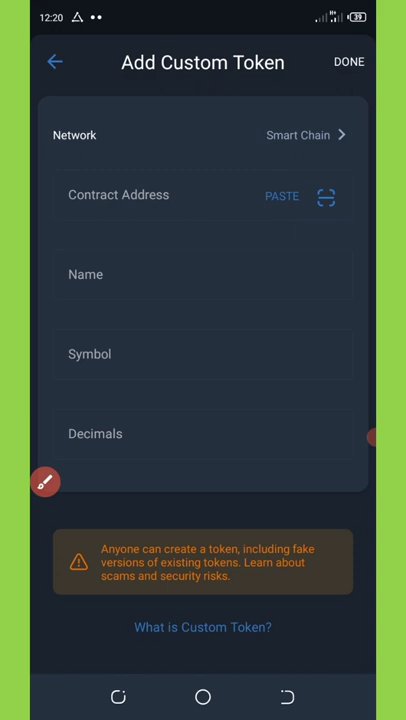 12:20
39
Add Custom Token
DONE
Network
Smart Chain
Contract Address
PASTE
Name
Symbol
Decimals
Anyone can create a token, including fake
versions of existing tokens. Learn about
scams and security risks.
What is Custom Token?